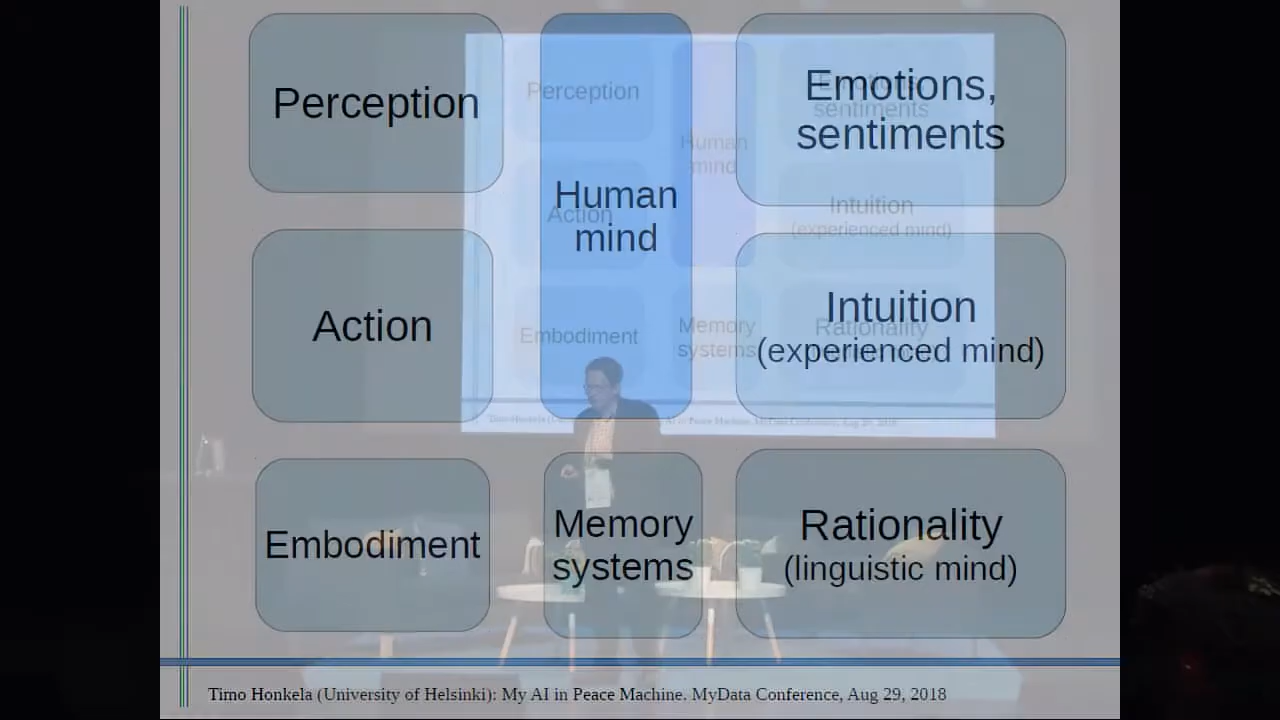 Perception
Human
mind
Emotions,
sentiments
Action
Intuition
(experienced mind)
Embodiment
Memory
systems
Rationality
(linguistic mind)
Timo Honkela (University of Helsinki): My AI in Peace Machine. MyData Conference, Aug 29, 2018
Perception
Human
mind
Emotions,
sentiments
Action
Intuition
(experienced mind)
Embodiment
Memory
systems
Rationality